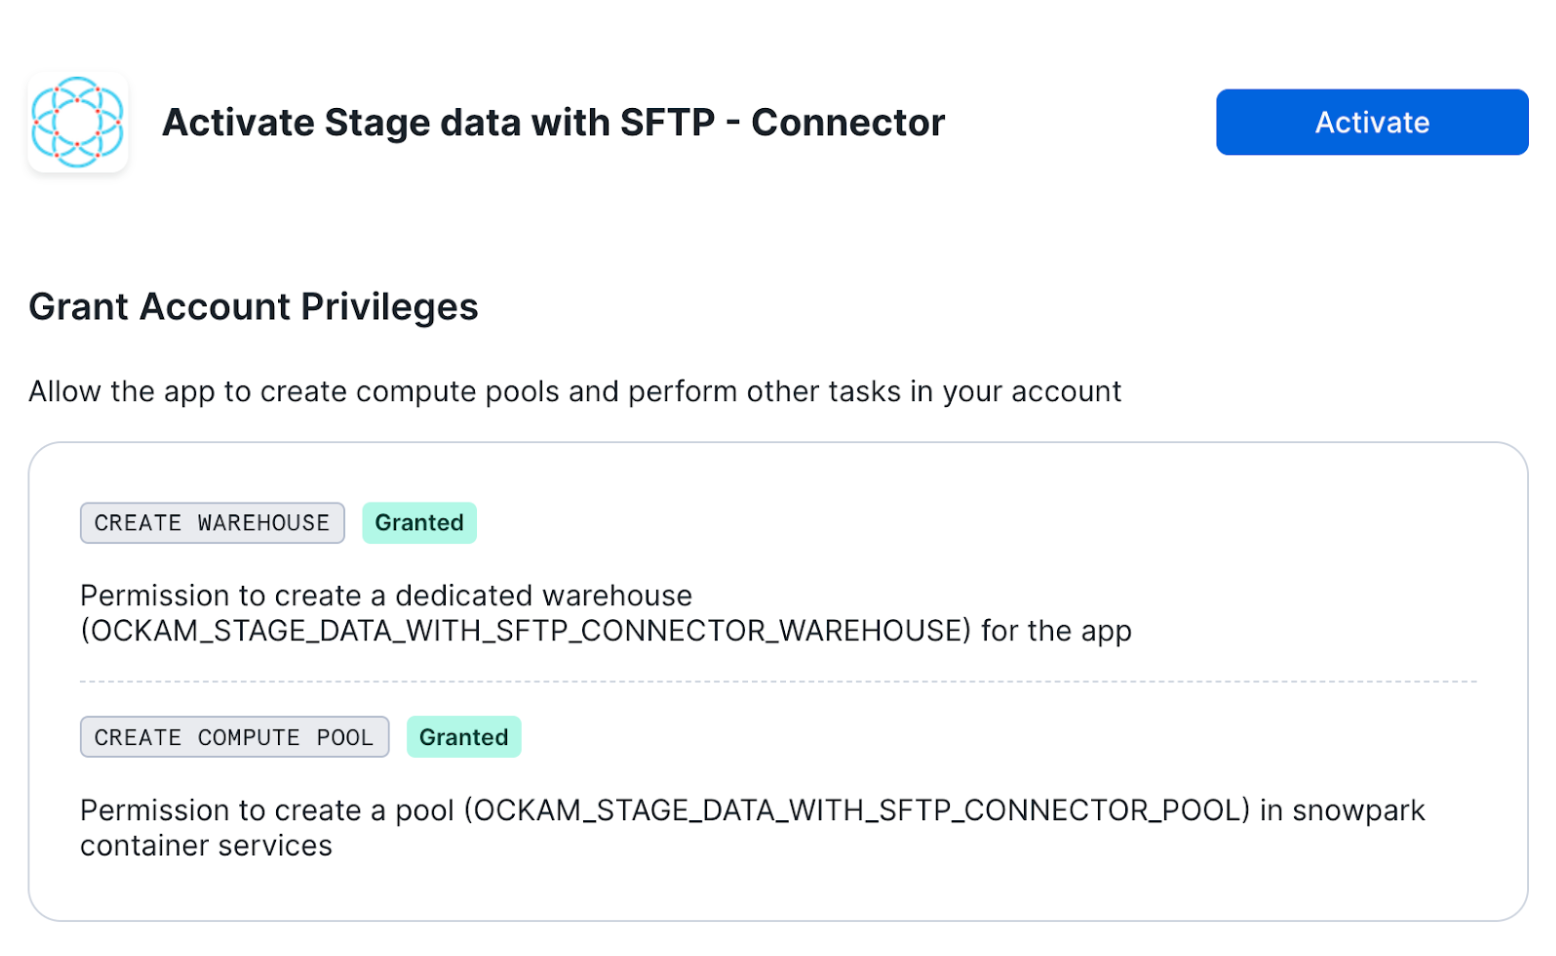 Activate Stage data with SFTP - Connector
Activate
Grant Account Privileges
Allow the app to create compute pools and perform other tasks in your account
CREATE WAREHOUSE Granted
Permission to create a dedicated warehouse
(OCKAM_STAGE_DATA_WITH_SFTP_CONNECTOR_WAREHOUSE) for the app
CREATE COMPUTE POOL Granted
Permission to create a pool (OCKAM_STAGE_DATA_WITH_SFTP_CONNECTOR_POOL) in snowpark
container services